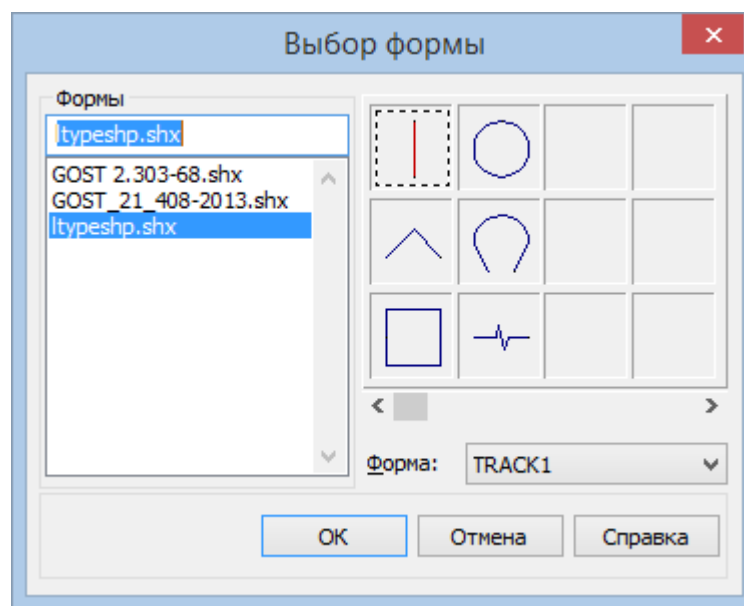 Выбор формы
Формы
ltypeshp.shx
GOST 2.303-68.shx
GOST_21_408-2013.shx
ltypeshp.shx
Форма: TRACK1
ОК Отмена Справка